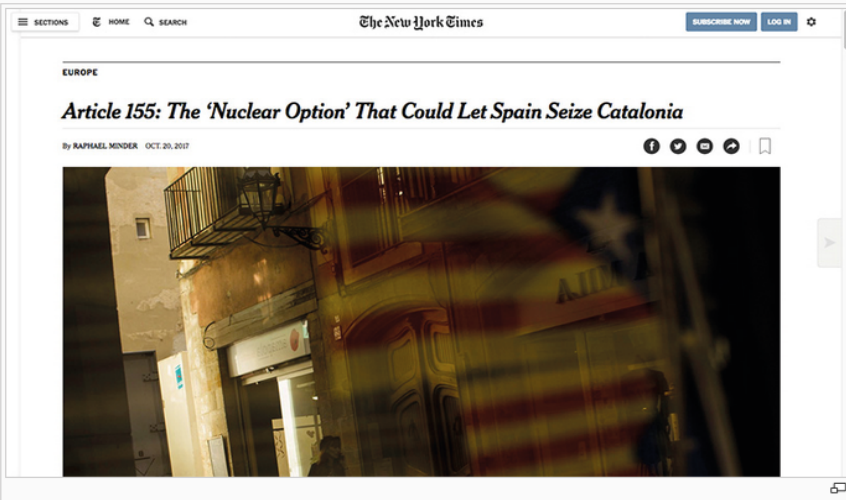 SECTIONS HOME SEARCH The New York Times SUBSCRIBE NOW LOG IN
EUROPE
Article 155: The ‘Nuclear Option’ That Could Let Spain Seize Catalonia
By RAPHAEL MINDER OCT. 20, 2017